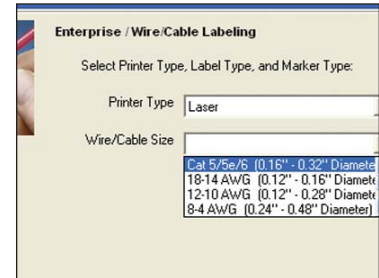 Enterprise / Wire/Cable Labeling
Select Printer Type, Label Type, and Marker Type:
Printer Type Laser
Wire/Cable Size
Cat 5/5e/6 (0.16" - 0.32" Diamete
18-14 AWG (0.12" - 0.16" Diamete
12-10 AWG (0.12" - 0.28" Diamete
8-4 AWG (0.24" - 0.48" Diameter)